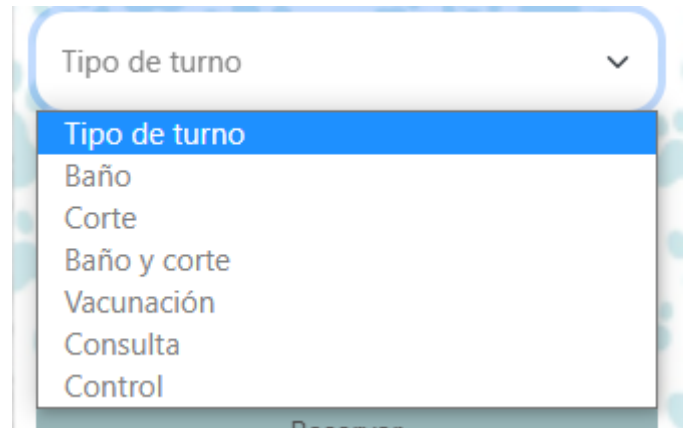 Tipo de turno
Tipo de turno
Baño
Corte
Baño y corte
Vacunación
Consulta
Control